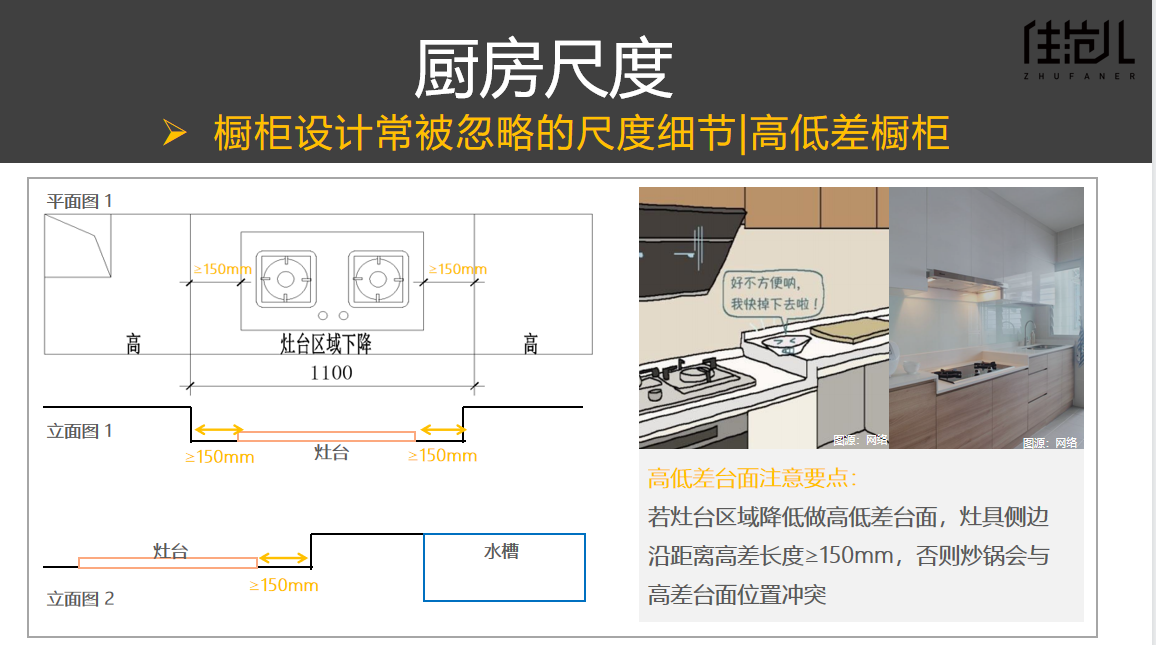 住范儿
ZHUFANER
厨房尺度
橱柜设计常被忽略的尺度细节|高低差橱柜
平面图 1
≥150mm
≥150mm
高
灶台区域下降
高
1100
立面图 1
≥150mm
灶台
≥150mm
灶台
≥150mm
水槽
立面图 2
好不方便呐，
我快掉下去啦！
图源：网络
图源：网络
高低差台面注意要点：
若灶台区域降低做高低差台面，灶具侧边
沿距离高差长度≥150mm，否则炒锅会与
高差台面位置冲突